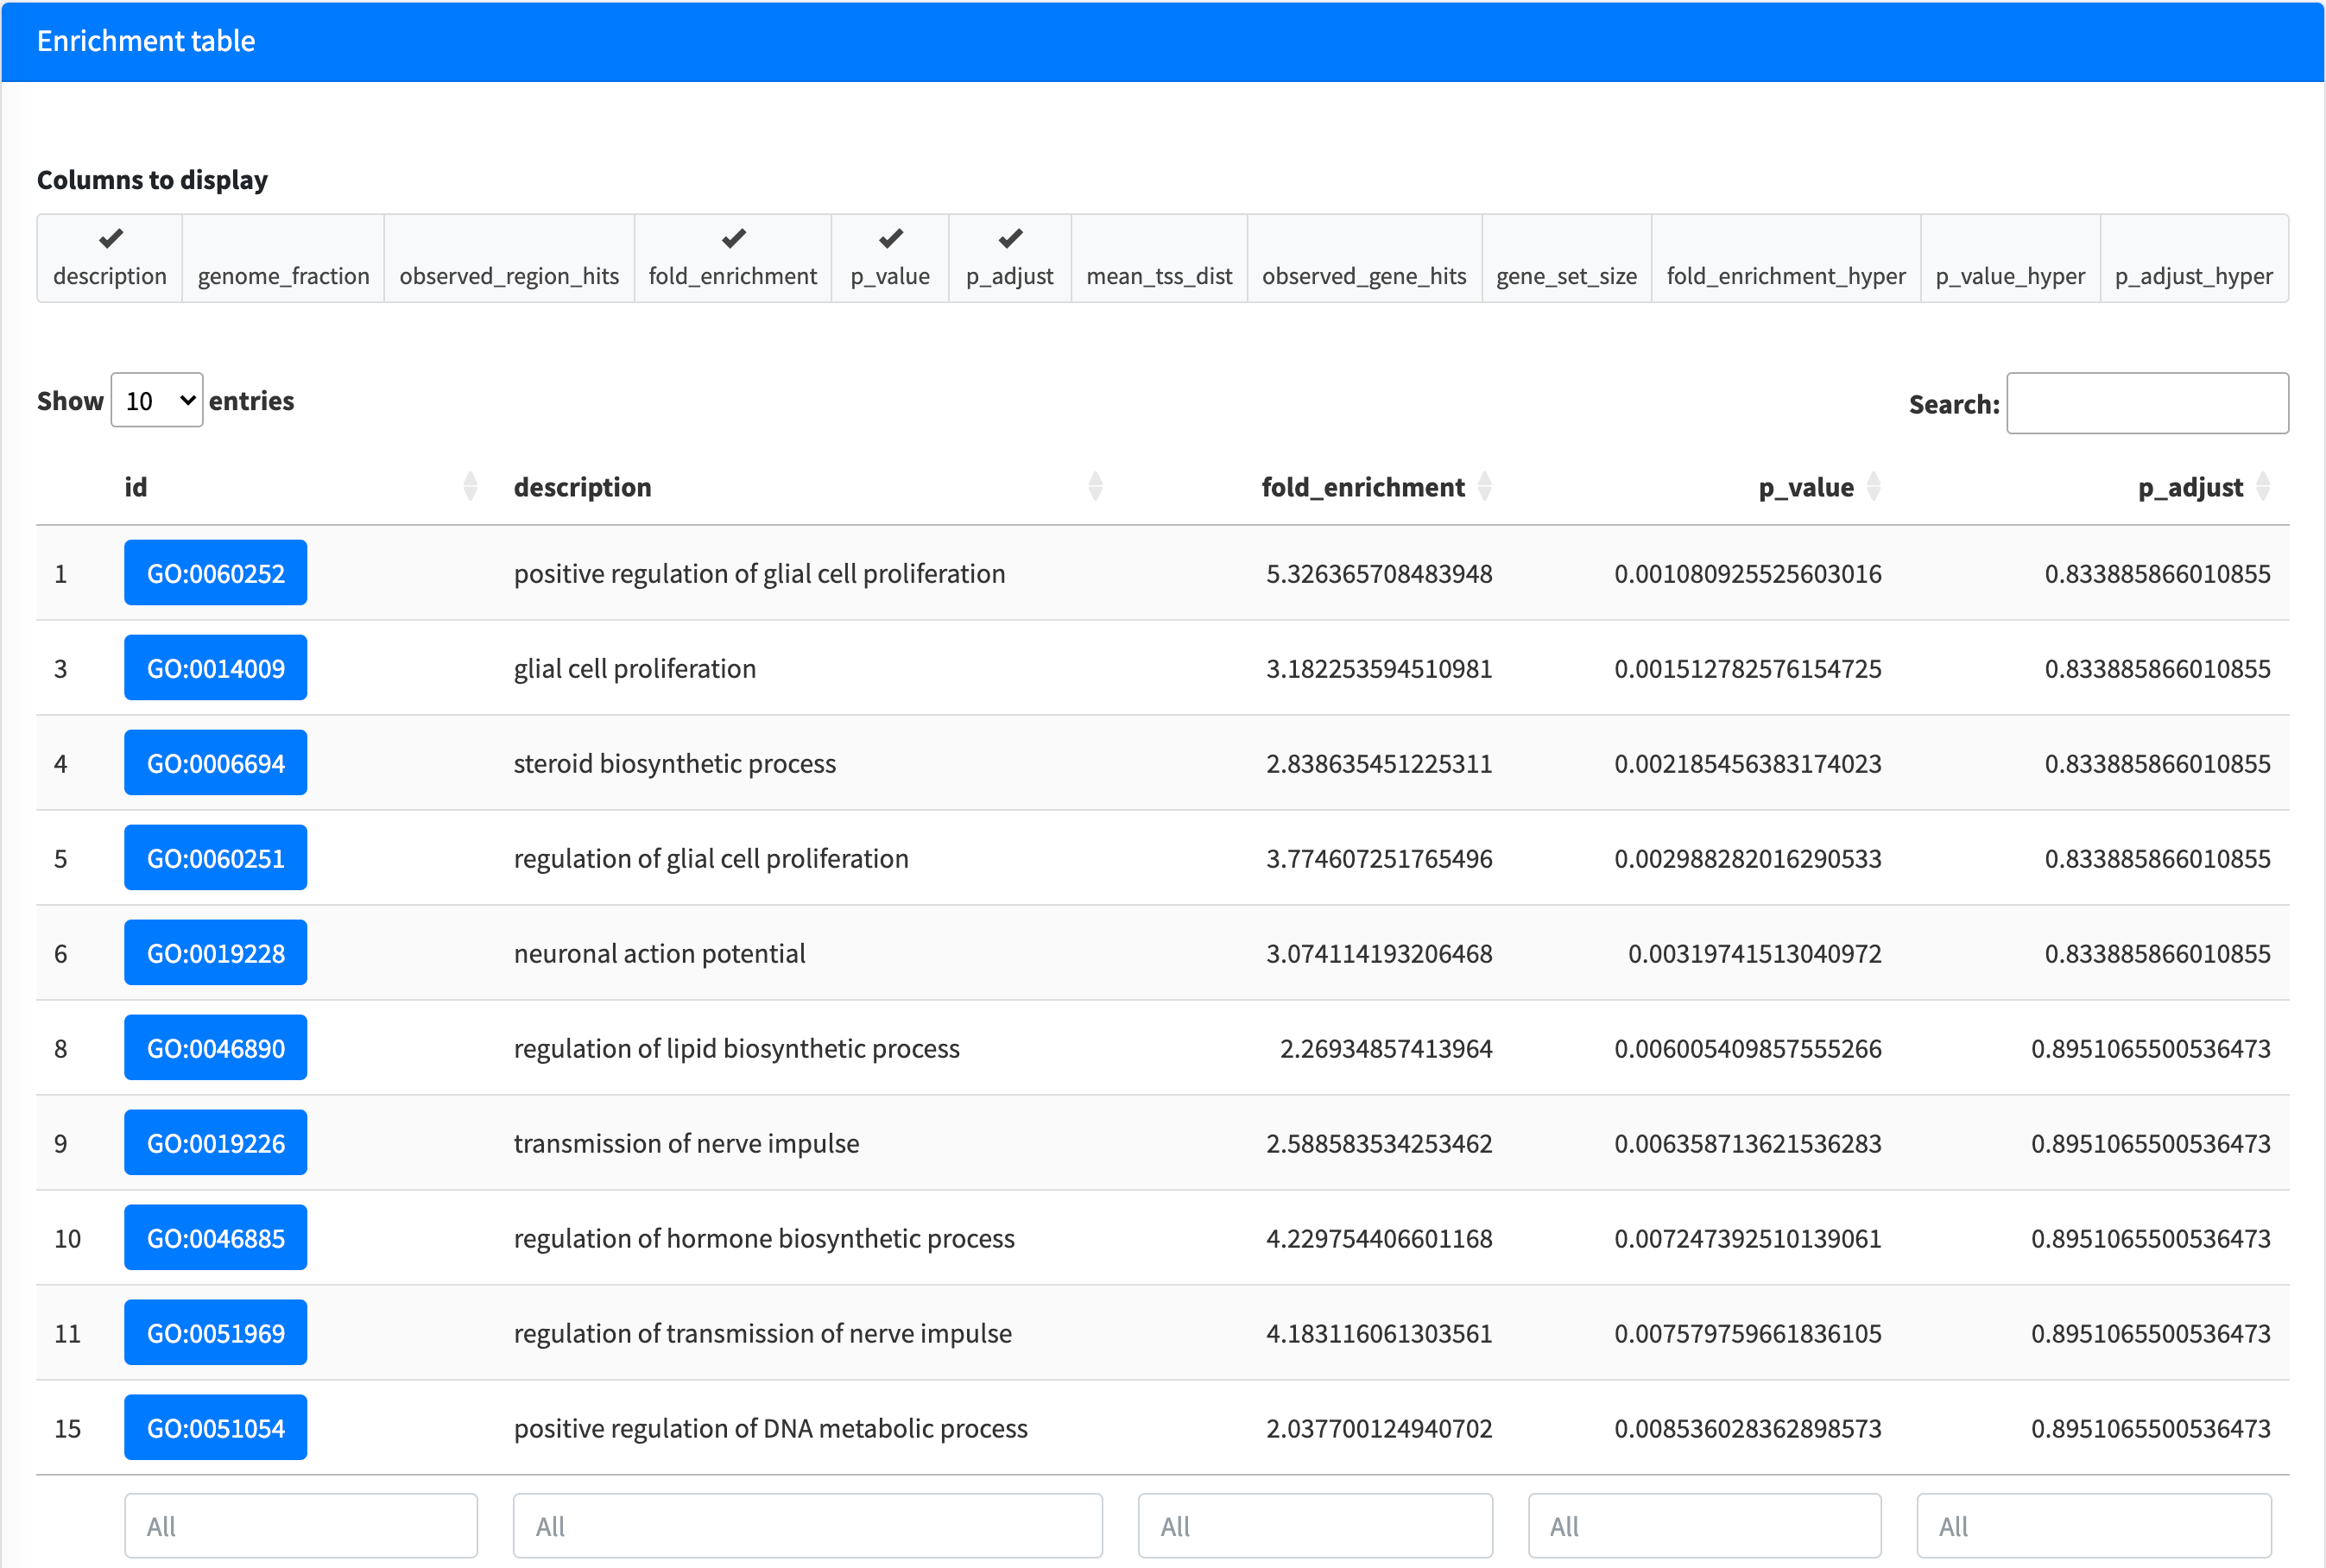 Enrichment table
Columns to display
description genome_fraction observed_region_hits fold_enrichment p_value p_adjust mean_tss_dist observed_gene_hits gene_set_size fold_enrichment_hyper p_value_hyper p_adjust_hyper
Show 10 entries Search:
id description fold_enrichment p_value p_adjust
1 GO:0060252 positive regulation of glial cell proliferation 5.326365708483948 0.001080925525603016 0.833885866010855
3 GO:0014009 glial cell proliferation 3.182253594510981 0.001512782576154725 0.833885866010855
4 GO:0006694 steroid biosynthetic process 2.838635451225311 0.002185456383174023 0.833885866010855
5 GO:0060251 regulation of glial cell proliferation 3.774607251765496 0.002988282016290533 0.833885866010855
6 GO:0019228 neuronal action potential 3.074114193206468 0.00319741513040972 0.833885866010855
8 GO:0046890 regulation of lipid biosynthetic process 2.26934857413964 0.006005409857555266 0.8951065500536473
9 GO:0019226 transmission of nerve impulse 2.588583534253462 0.006358713621536283 0.8951065500536473
10 GO:0046885 regulation of hormone biosynthetic process 4.229754406601168 0.007247392510139061 0.8951065500536473
11 GO:0051969 regulation of transmission of nerve impulse 4.183116061303561 0.007579759661836105 0.8951065500536473
15 GO:0051054 positive regulation of DNA metabolic process 2.037700124940702 0.008536028362898573 0.8951065500536473
All All All All All